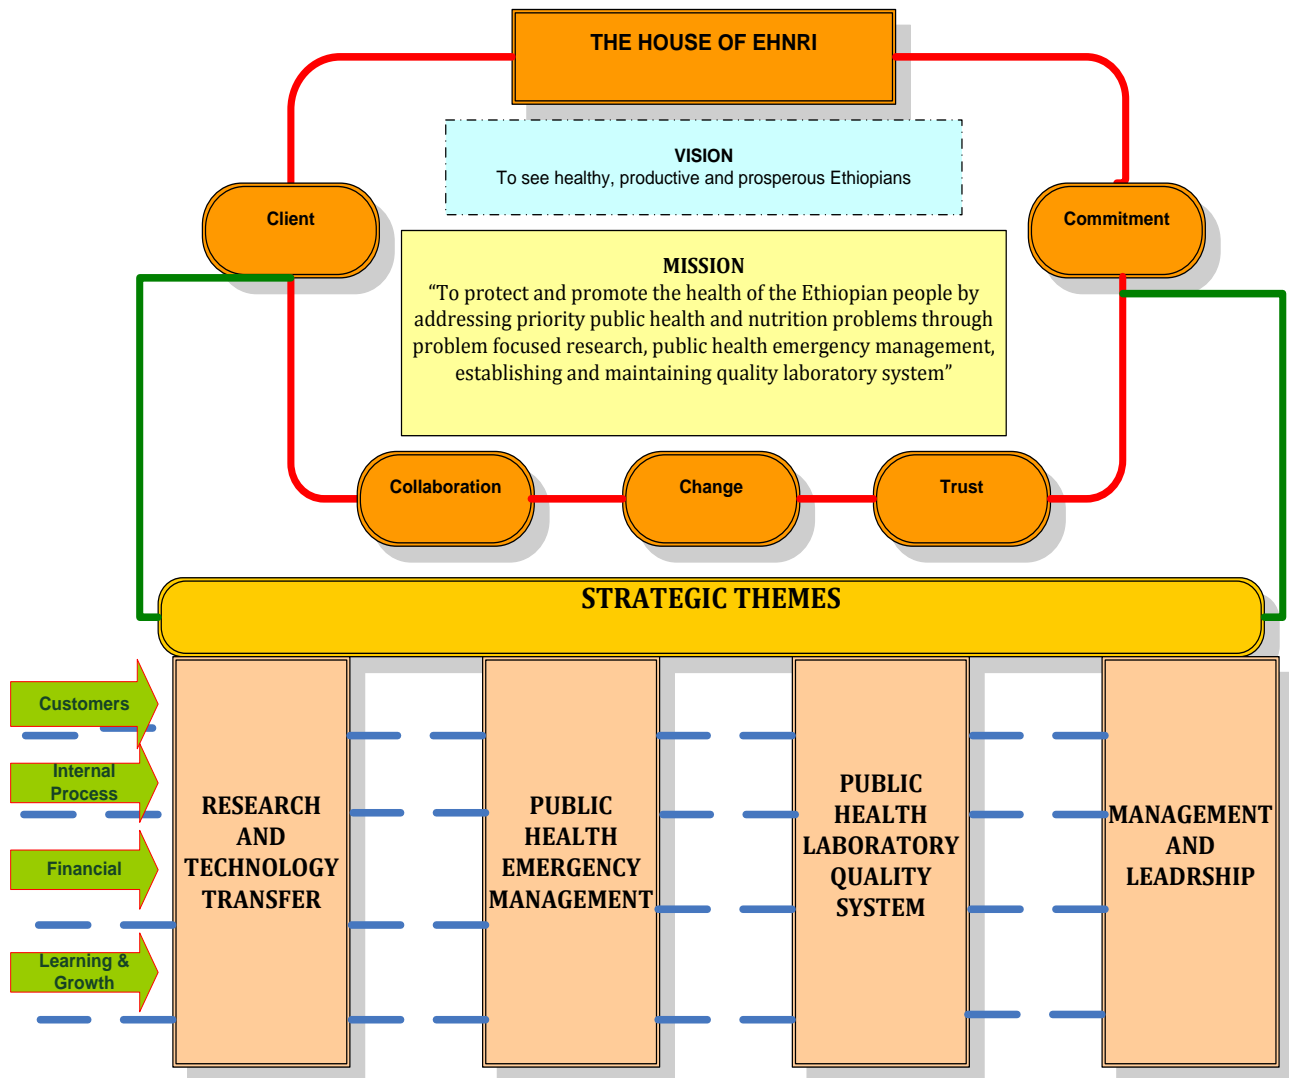 THE HOUSE OF EHNRI
VISION
To see healthy, productive and prosperous Ethiopians
Client
Commitment
MISSION
“To protect and promote the health of the Ethiopian people by
addressing priority public health and nutrition problems through
problem focused research, public health emergency management,
establishing and maintaining quality laboratory system”
Collaboration
Change
Trust
STRATEGIC THEMES
Customers
Internal
Process
Financial
Learning &
Growth
RESEARCH
AND
TECHNOLOGY
TRANSFER
PUBLIC
HEALTH
EMERGENCY
MANAGEMENT
PUBLIC
HEALTH
LABORATORY
QUALITY
SYSTEM
MANAGEMENT
AND
LEADRSHIP